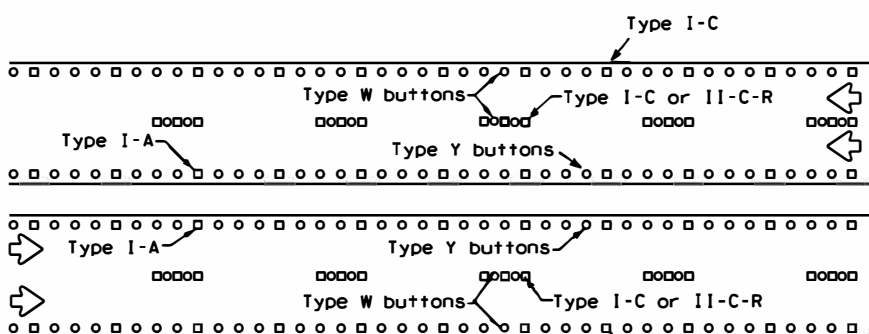 Type I-C
Type W buttons
Type I-C or II-C-R
Type I-A
Type Y buttons
Type I-A
Type Y buttons
Type W buttons
Type I-C or II-C-R